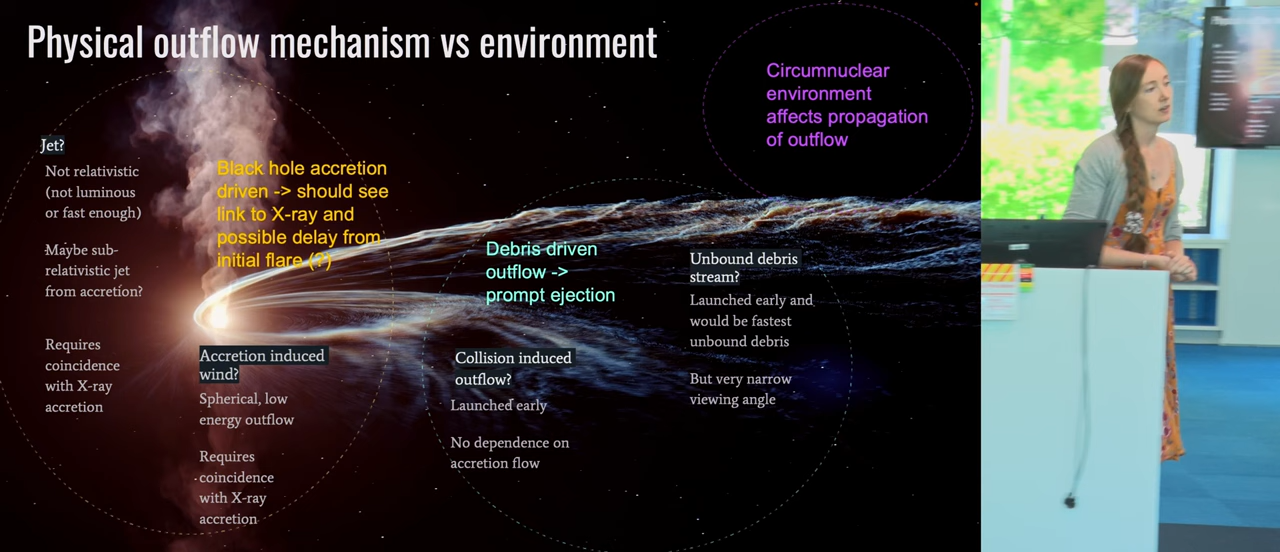 Physical outflow mechanism vs environment
Circumnuclear
environment
affects propagation
of outflow
Jet?
Not relativistic
(not luminous
or fast enough)
Maybe sub-
relativistic jet
from accretion?
Requires
coincidence
with X-ray
accretion
Black hole accretion
driven -> should see
link to X-ray and
possible delay from
initial flare (?)
Accretion induced
wind?
Spherical, low
energy outflow
Requires
coincidence
with X-ray
accretion
Debris driven
outflow ->
prompt ejection
Collision induced
outflow?
Launched early
No dependence on
accretion flow
Unbound debris
stream?
Launched early and
would be fastest
unbound debris
But very narrow
viewing angle